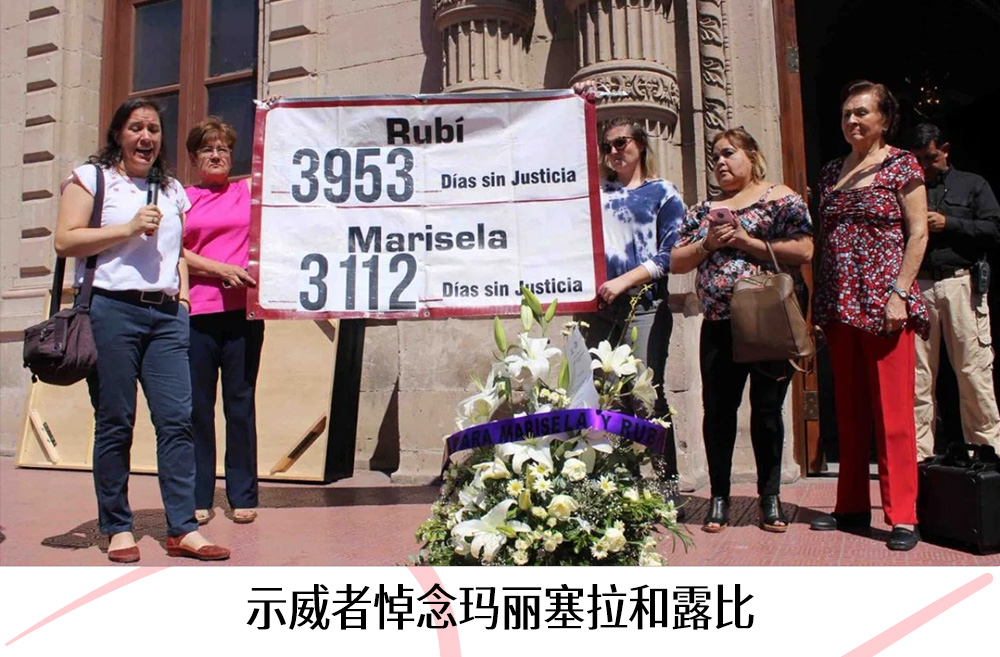 Rubí
3953 Días sin Justicia
Marisela
3112 Días sin Justicia
PARA MARISELA Y RUBÍ
示威者悼念玛丽塞拉和露比